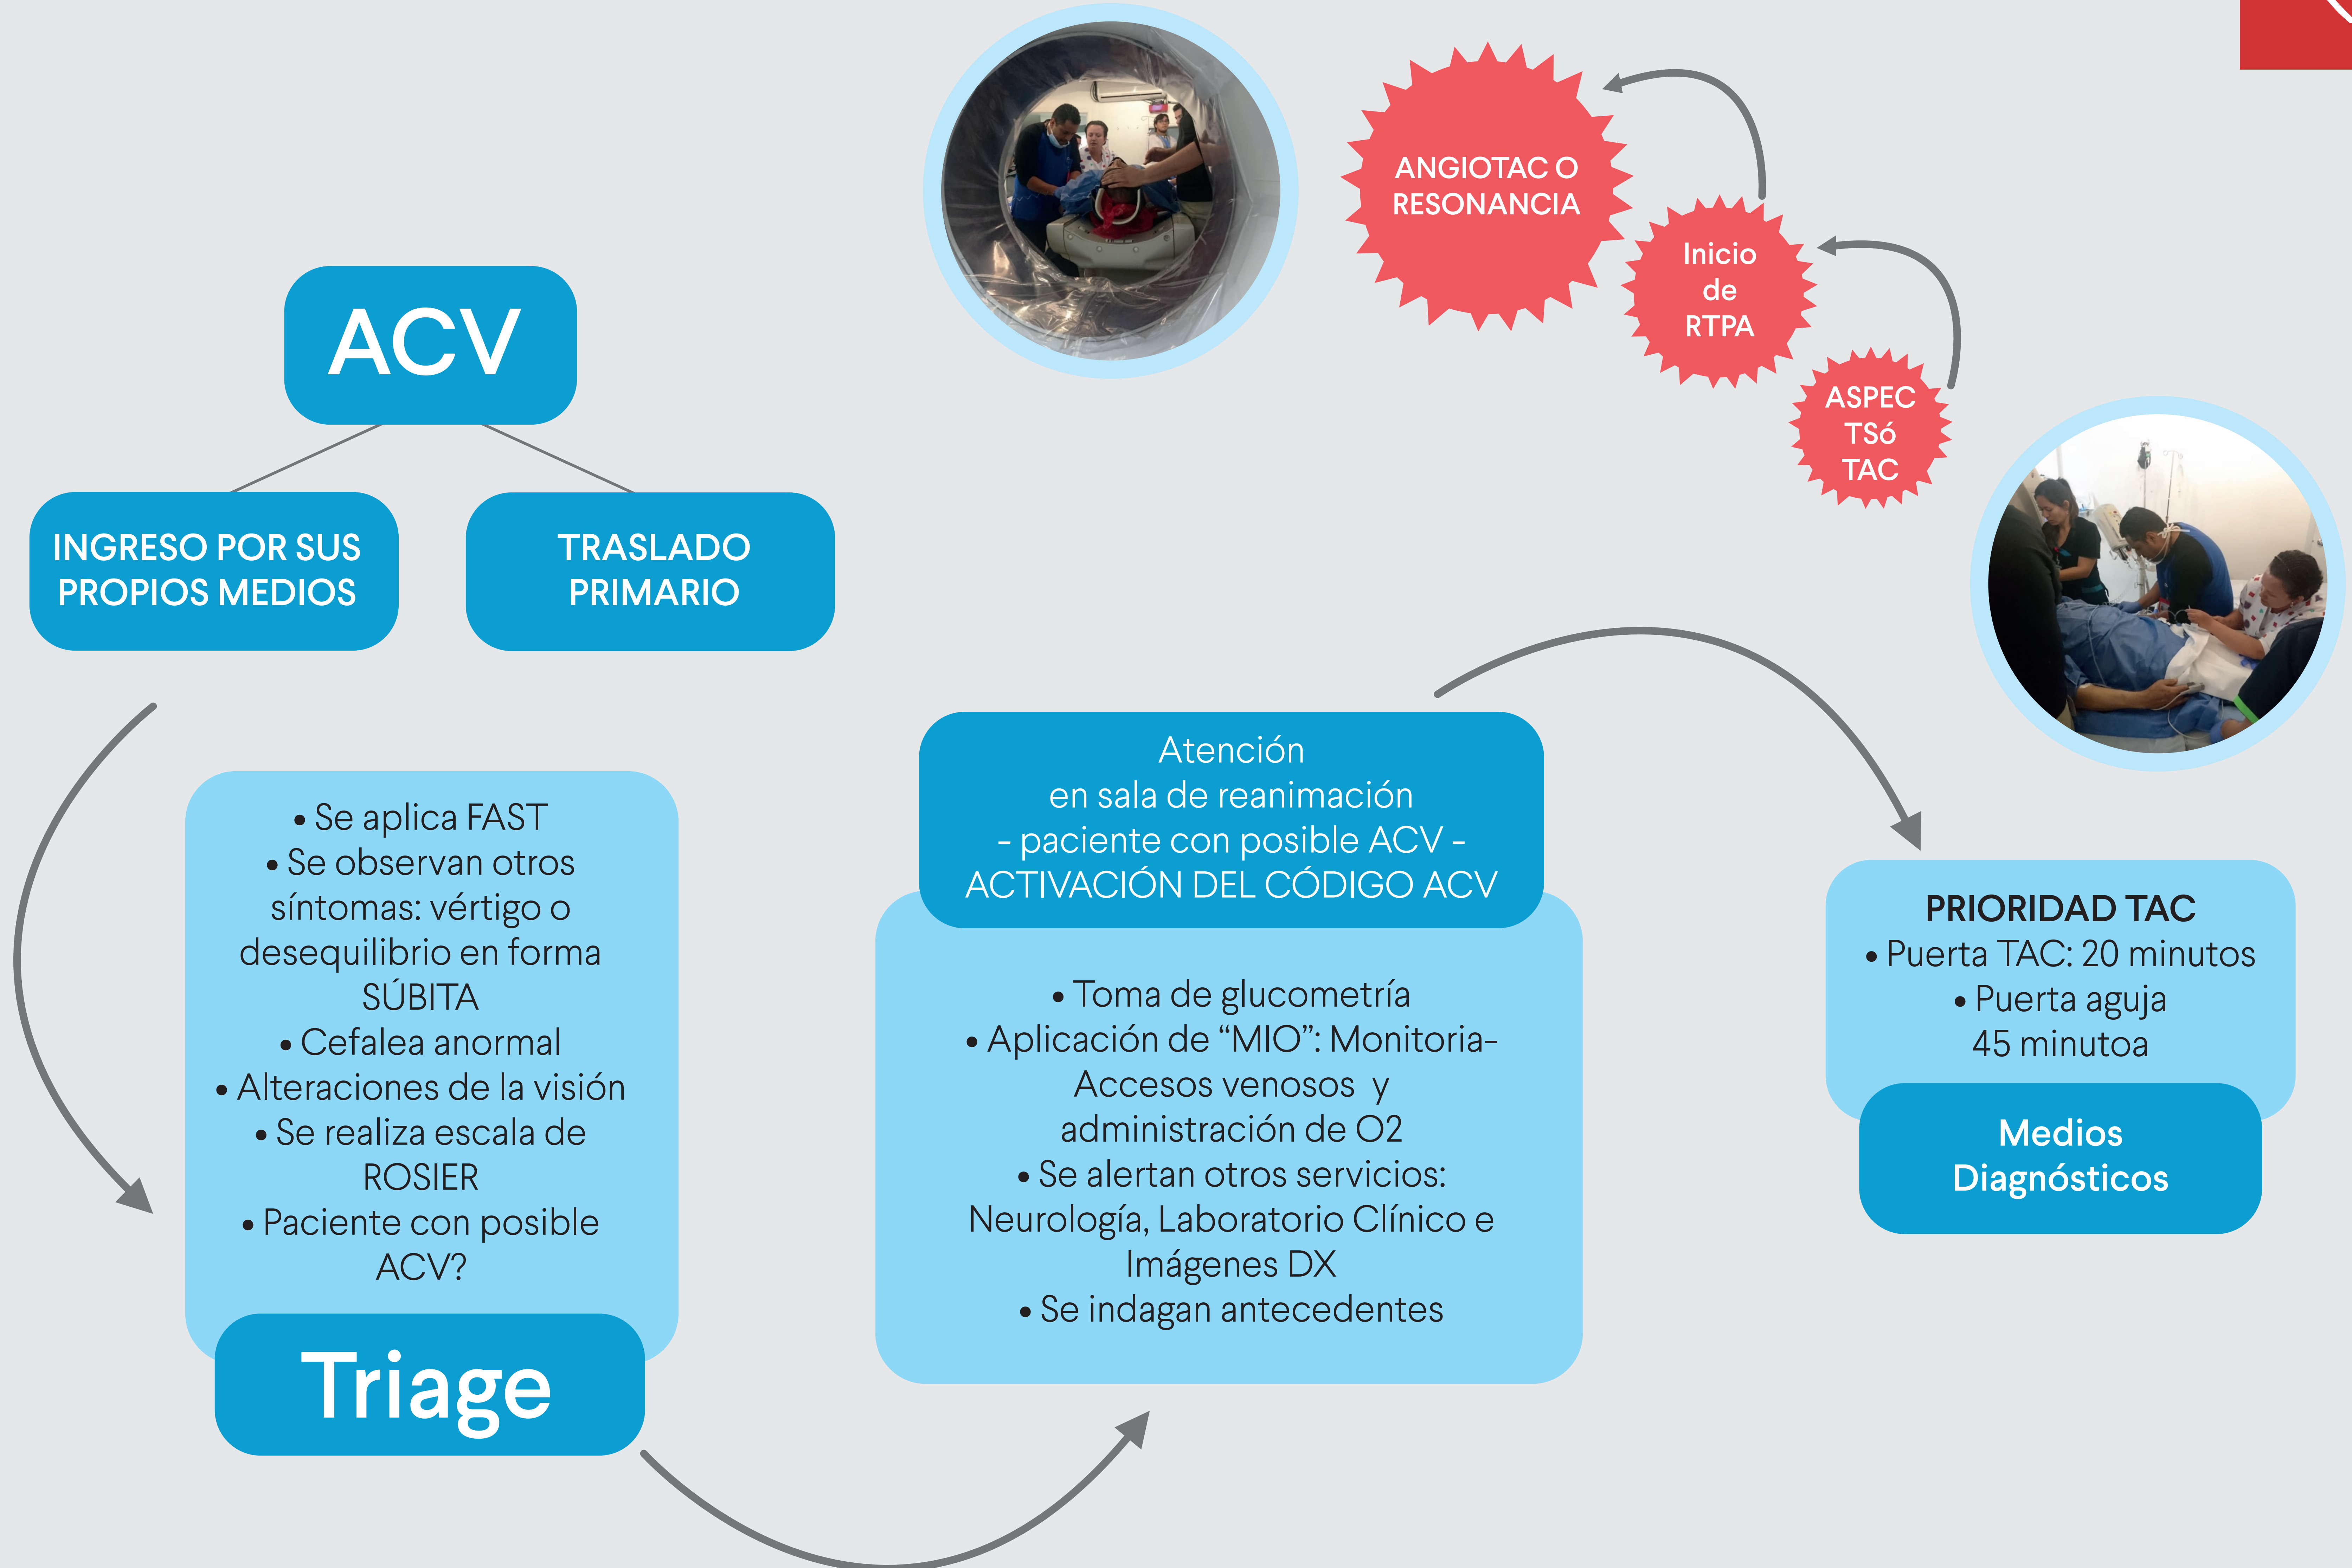 ACV
INGRESO POR SUS
PROPIOS MEDIOS
TRASLADO
PRIMARIO
• Se aplica FAST
• Se observan otros
síntomas: vértigo o
desequilibrio en forma
SÚBITA
• Cefalea anormal
• Alteraciones de la visión
• Se realiza escala de
ROSIER
• Paciente con posible
ACV?
Triage
Atención
en sala de reanimación
- paciente con posible ACV -
ACTIVACIÓN DEL CÓDIGO ACV
• Toma de glucometría
• Aplicación de “MIO”: Monitoria-
Accesos venosos y
administración de O2
• Se alertan otros servicios:
Neurología, Laboratorio Clínico e
Imágenes DX
• Se indagan antecedentes
PRIORIDAD TAC
• Puerta TAC: 20 minutos
• Puerta aguja
45 minutoa
Medios
Diagnósticos
ASPEC
TSó
TAC
Inicio
de
RTPA
ANGIOTAC O
RESONANCIA